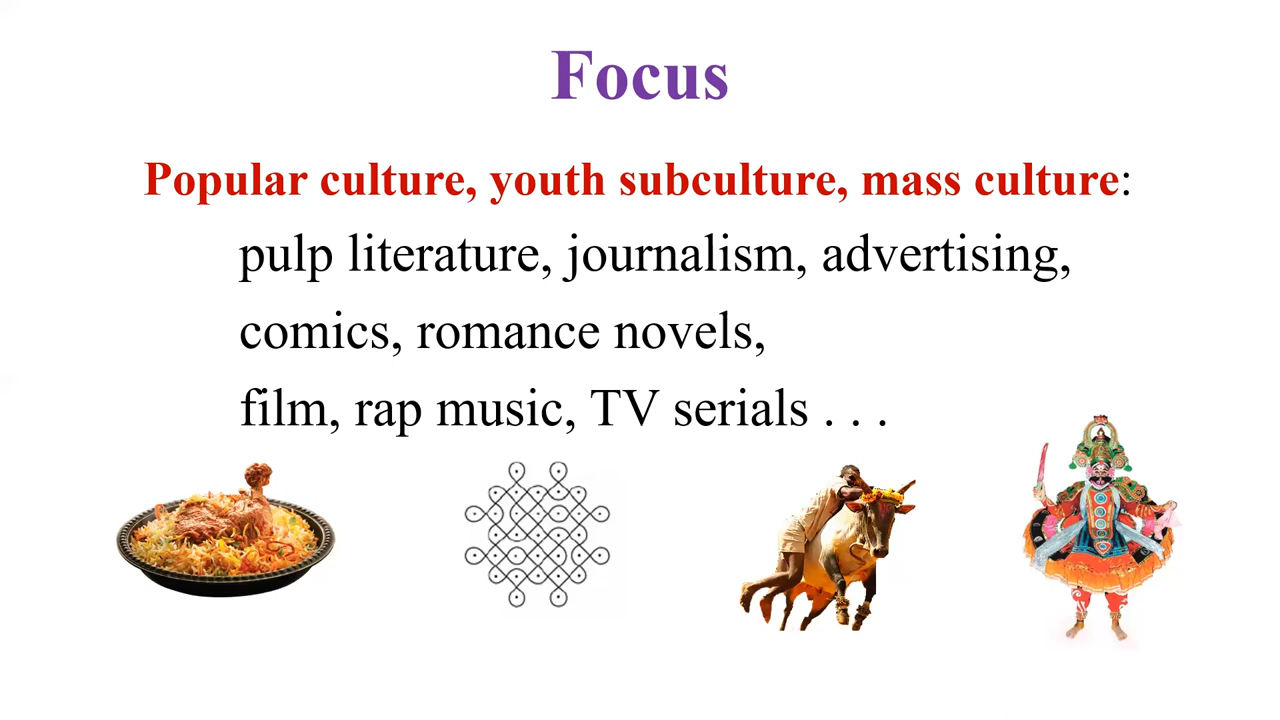 Focus
Popular culture, youth subculture, mass culture:
pulp literature, journalism, advertising,
comics, romance novels,
film, rap music, TV serials . . .